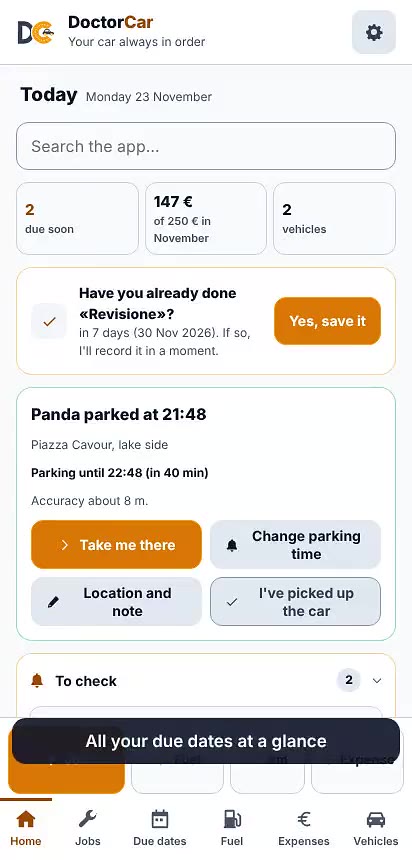 DoctorCar
Your car always in order
Today Monday 23 November
Search the app...
2
due soon
147 €
of 250 € in
November
2
vehicles
Have you already done
«Revisione»?
in 7 days (30 Nov 2026). If so,
I'll record it in a moment.
Yes, save it
Panda parked at 21:48
Piazza Cavour, lake side
Parking until 22:48 (in 40 min)
Accuracy about 8 m.
Take me there
Change parking
time
Location and
note
I've picked up
the car
To check
2
All your due dates at a glance
Expense
Home
Jobs
Due dates
Fuel
Expenses
Vehicles